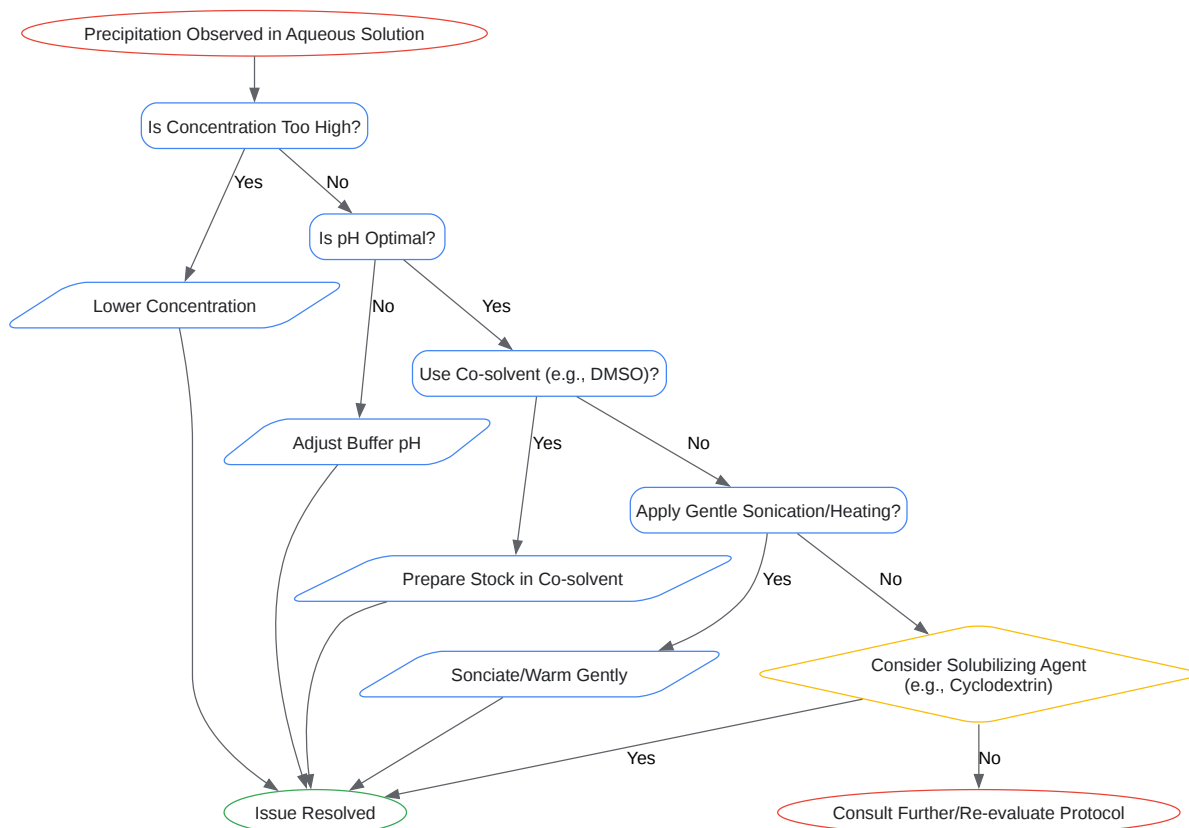 Precipitation Observed in Aqueous Solution
Is Concentration Too High?
Yes
No
Is pH Optimal?
Lower Concentration
No
Yes
Use Co-solvent (e.g., DMSO)?
Adjust Buffer pH
Yes
No
Apply Gentle Sonication/Heating?
Prepare Stock in Co-solvent
Yes
No
Sonciate/Warm Gently
Consider Solubilizing Agent
(e.g., Cyclodextrin)
Yes
No
Issue Resolved
Consult Further/Re-evaluate Protocol